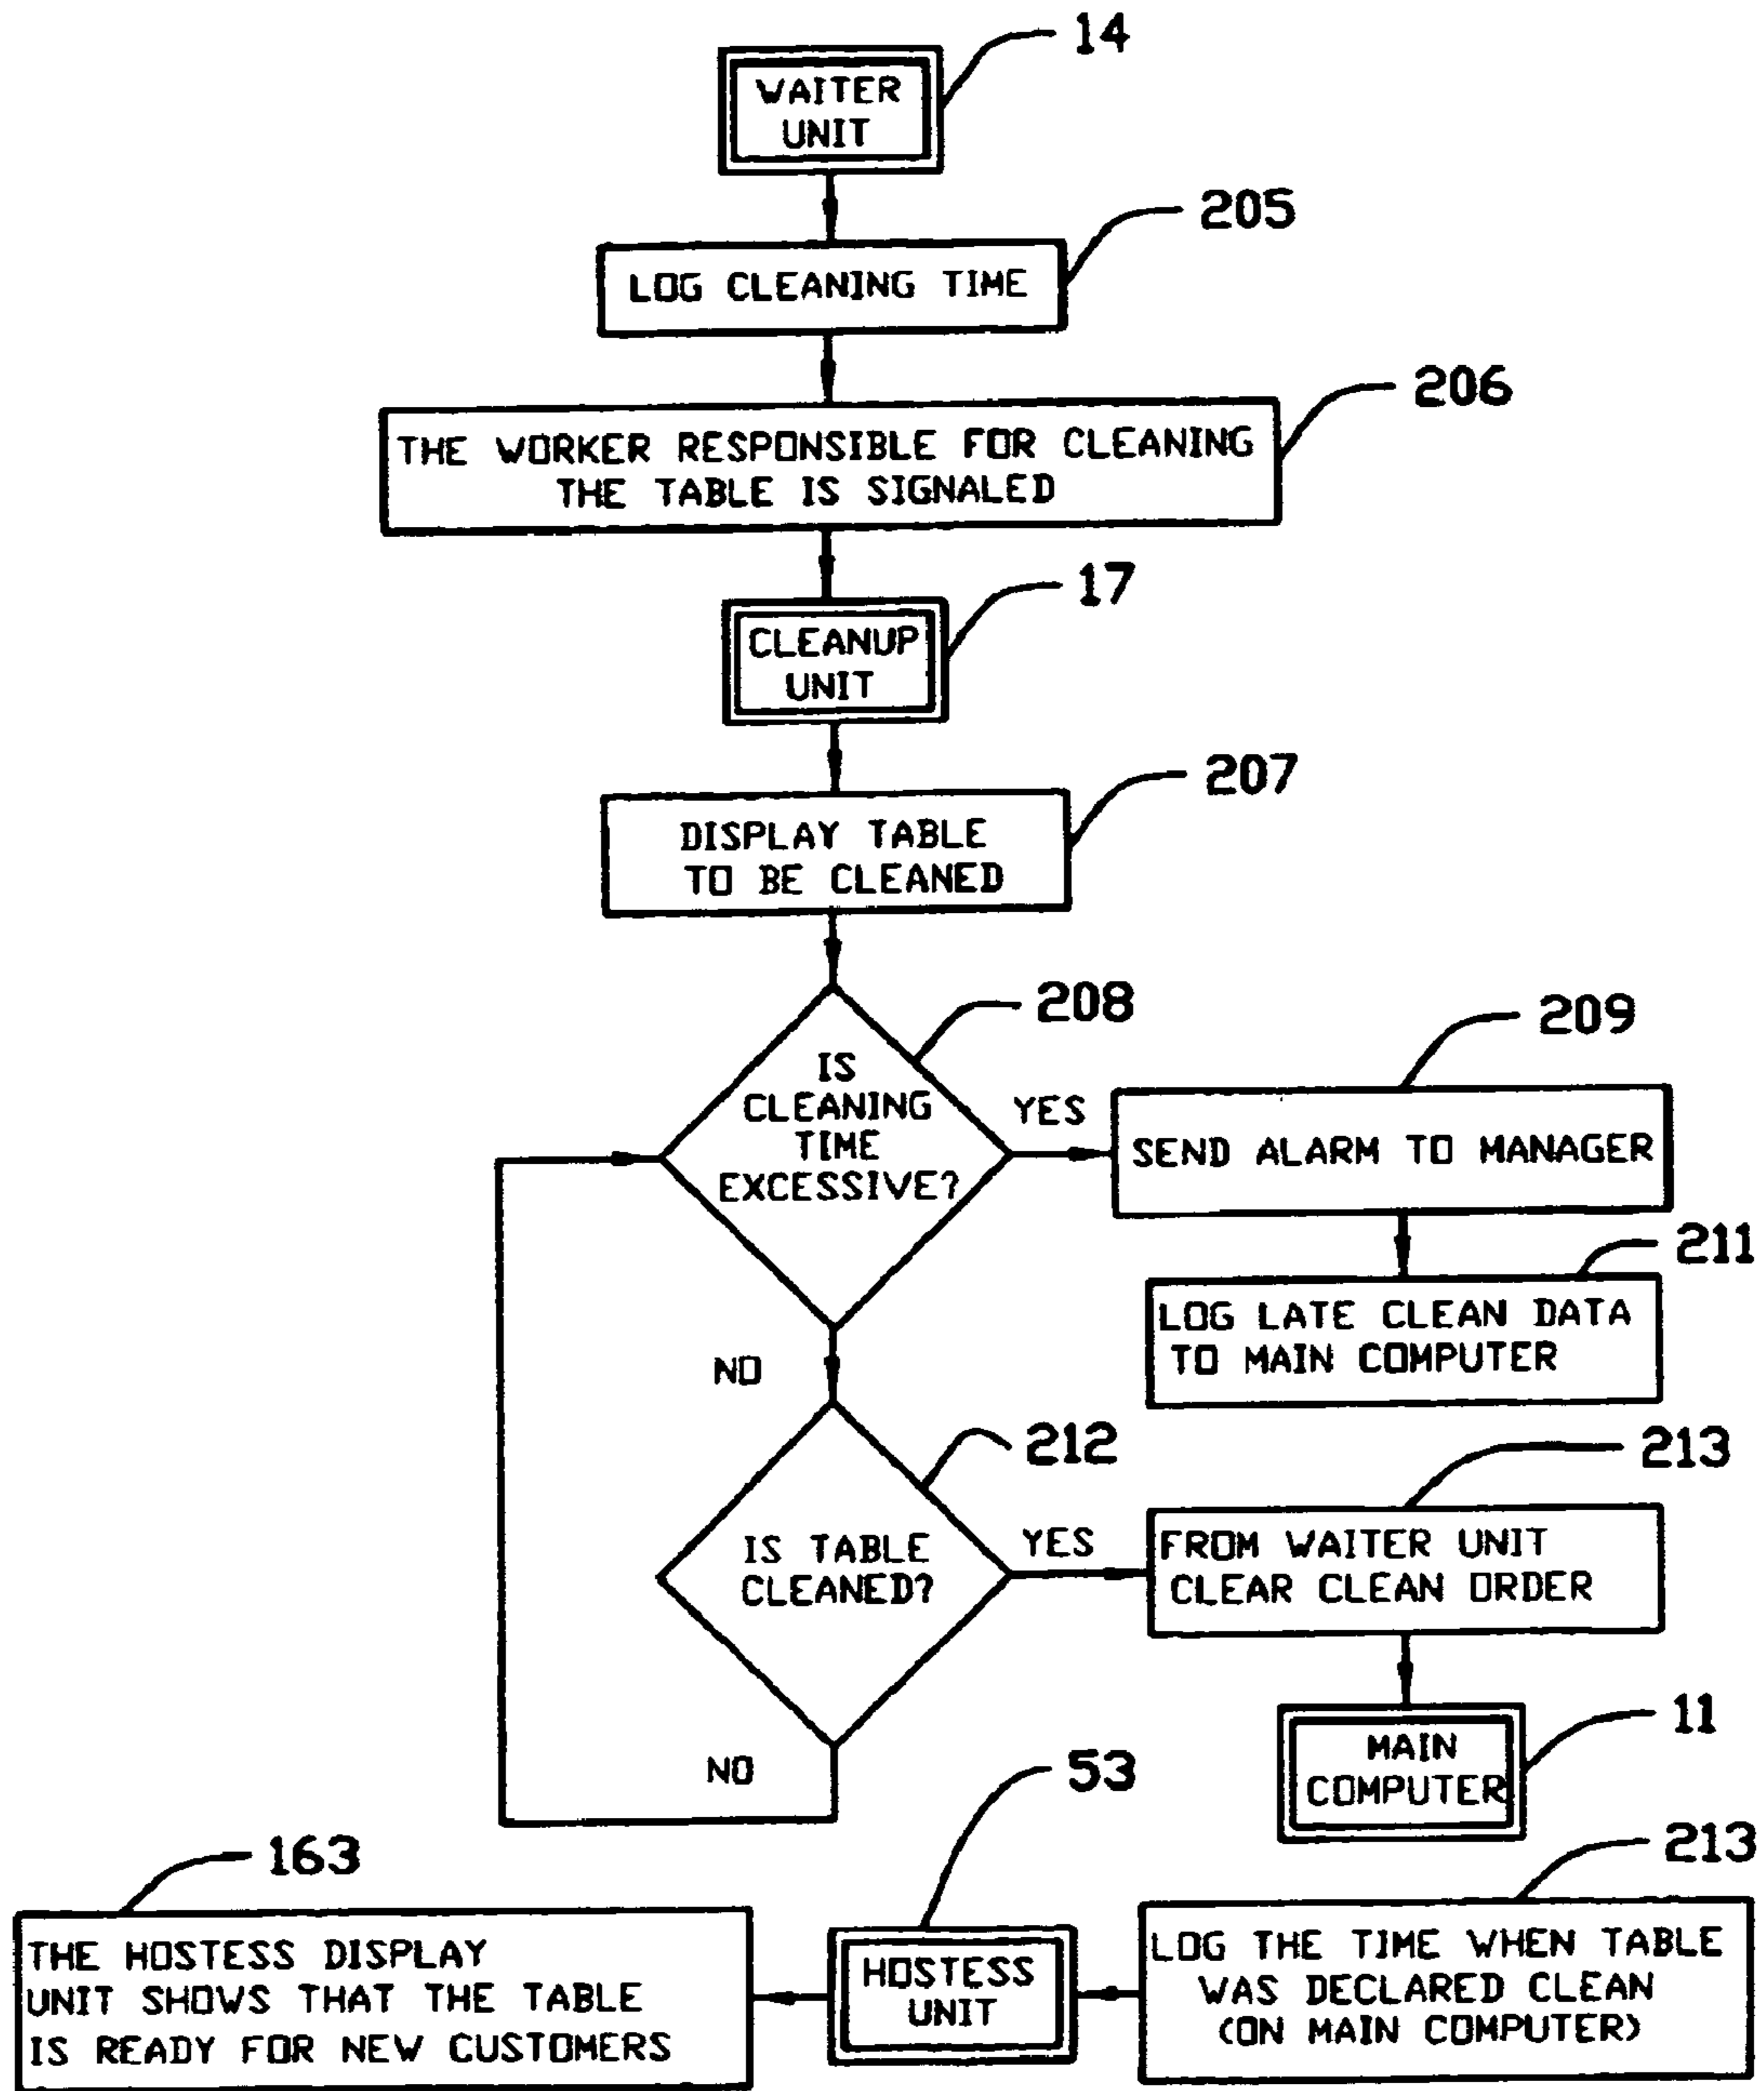 14
WAITER
UNIT
205
LOG CLEANING TIME
206
THE WORKER RESPONSIBLE FOR CLEANING
THE TABLE IS SIGNALED
17
CLEANUP
UNIT
207
DISPLAY TABLE
TO BE CLEANED
208
IS
CLEANING
TIME
EXCESSIVE?
YES
209
SEND ALARM TO MANAGER
211
LOG LATE CLEAN DATA
TO MAIN COMPUTER
NO
212
IS TABLE
CLEANED?
YES
213
FROM WAITER UNIT
CLEAR CLEAN ORDER
11
MAIN
COMPUTER
NO
213
LOG THE TIME WHEN TABLE
WAS DECLARED CLEAN
(ON MAIN COMPUTER)
53
HOSTESS
UNIT
163
THE HOSTESS DISPLAY
UNIT SHOWS THAT THE TABLE
IS READY FOR NEW CUSTOMERS